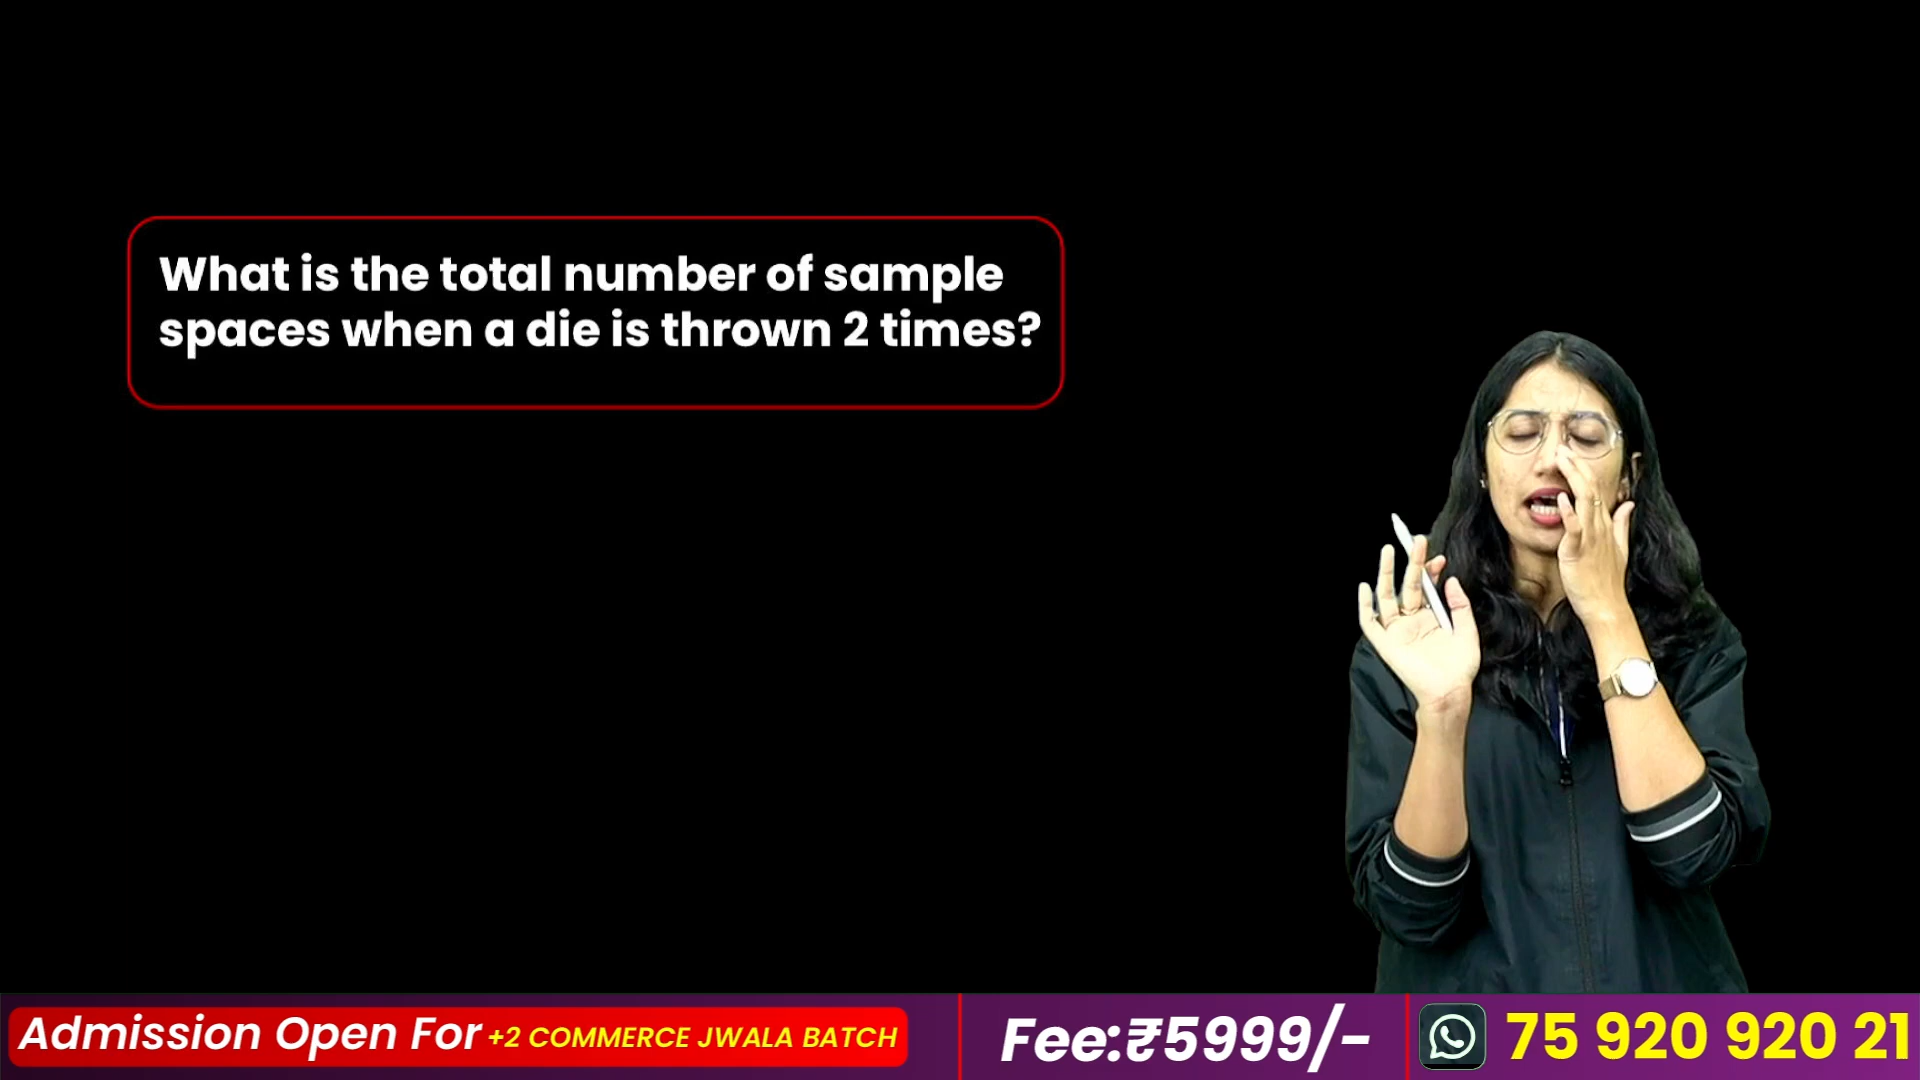 What is the total number of sample
spaces when a die is thrown 2 times?
Admission Open For +2 COMMERCE JWALA BATCH
Fee:₹5999/-
75 920 920 21